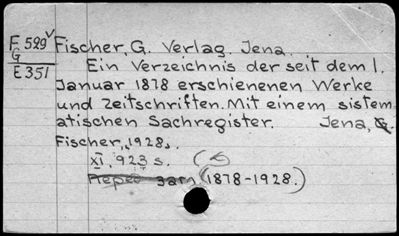 F 529 Fischer, G. Verlag. Jena.
G
E 351 Ein Verzeichnis der seit dem 1.
Januar 1878 erschienenen Werke
und Zeitschriften. Mit einem sistem
atischen Sachregister. Jena, G.
Fischer, 1928.
XI, 923 s.
(1878-1928.)